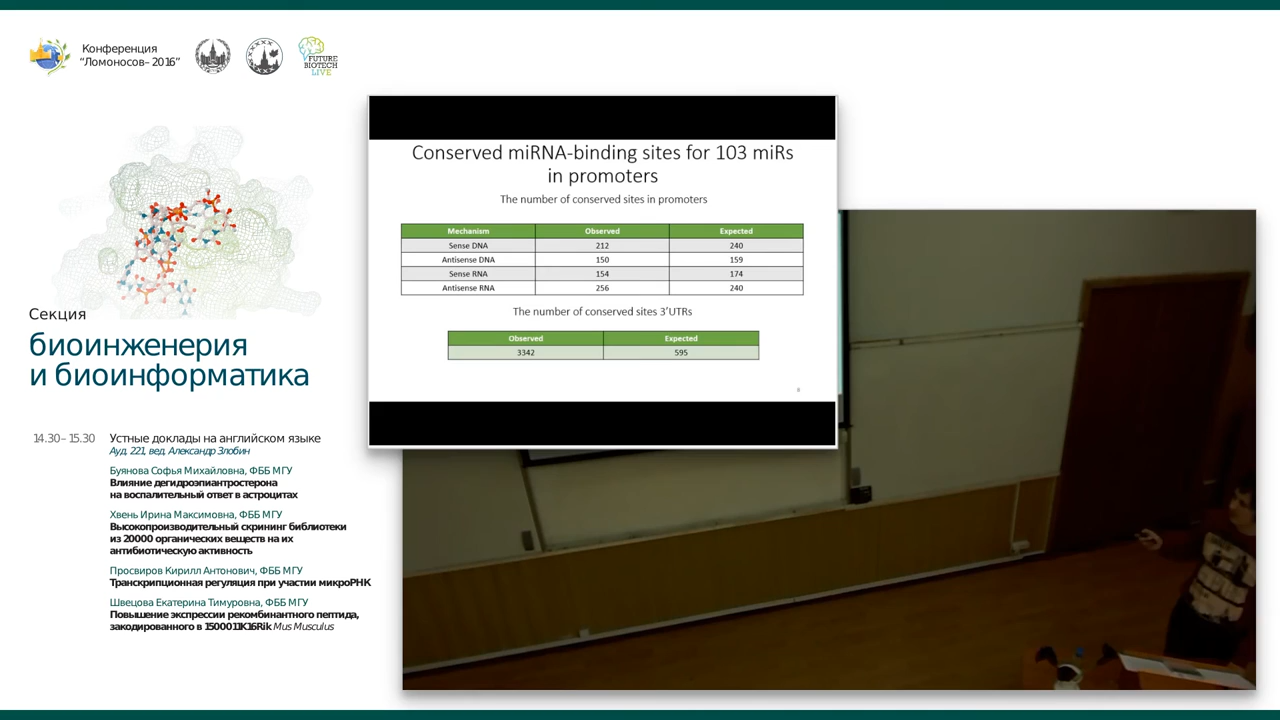 Конференция
“Ломоносов–2016”
FUTURE
BIOTECH
LIVE
Conserved miRNA-binding sites for 103 miRs
in promoters
The number of conserved sites in promoters
Mechanism Observed Expected
Sense DNA 212 240
Antisense DNA 150 159
Sense RNA 154 174
Antisense RNA 256 240
The number of conserved sites 3’UTRs
Observed Expected
3342 595
8
Секция
биоинженерия
и биоинформатика
14.30–15.30 Устные доклады на английском языке
Ауд. 221, вед. Александр Злобин
Буянова Софья Михайловна, ФББ МГУ
Влияние дегидроэпиантростерона
на воспалительный ответ в астроцитах
Хвень Ирина Максимовна, ФББ МГУ
Высокопроизводительный скрининг библиотеки
из 20000 органических веществ на их
антибиотическую активность
Просвиров Кирилл Антонович, ФББ МГУ
Транскрипционная регуляция при участии микроРНК
Швецова Екатерина Тимуровна, ФББ МГУ
Повышение экспрессии рекомбинантного пептида,
закодированного в 1500011K16Rik Mus Musculus